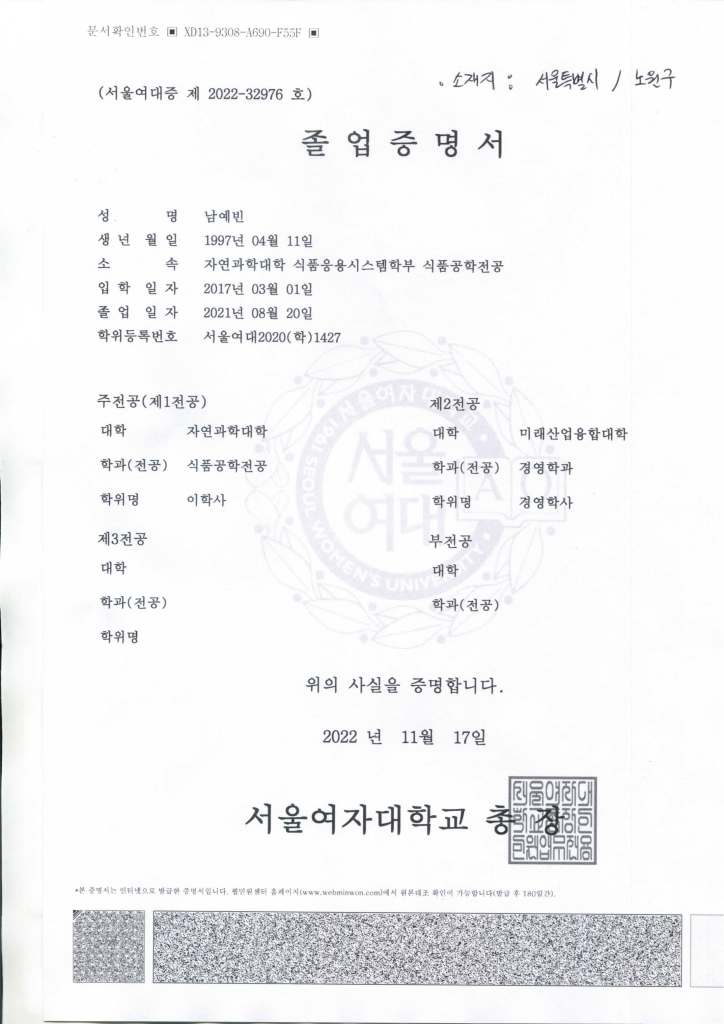 문서확인번호 ▣ XD13-9308-A690-F55F ▣
. 소재지 : 서울특별시 / 노원구
(서울여대증 제 2022-32976 호)
졸 업 증 명 서
성 명 남예빈
생 년 월 일 1997년 04월 11일
소 속 자연과학대학 식품응용시스템학부 식품공학전공
입 학 일 자 2017년 03월 01일
졸 업 일 자 2021년 08월 20일
학위등록번호 서울여대2020(학)1427
주전공(제1전공) 제2전공
대학 자연과학대학 대학 미래산업융합대학
학과(전공) 식품공학전공 학과(전공) 경영학과
학위명 이학사 학위명 경영학사
제3전공 부전공
대학 대학
학과(전공) 학과(전공)
학위명
서울여자대학교
SEOUL WOMEN'S UNIVERSITY
1961
서울
여대
A
위의 사실을 증명합니다.
2022 년 11월 17일
서울여자대학교 총 장
*본 증명서는 인터넷으로 발급한 증명서입니다. 웹민원센터 홈페이지(www.webminwon.com)에서 원본대조 확인이 가능합니다(발급 후 180일간).